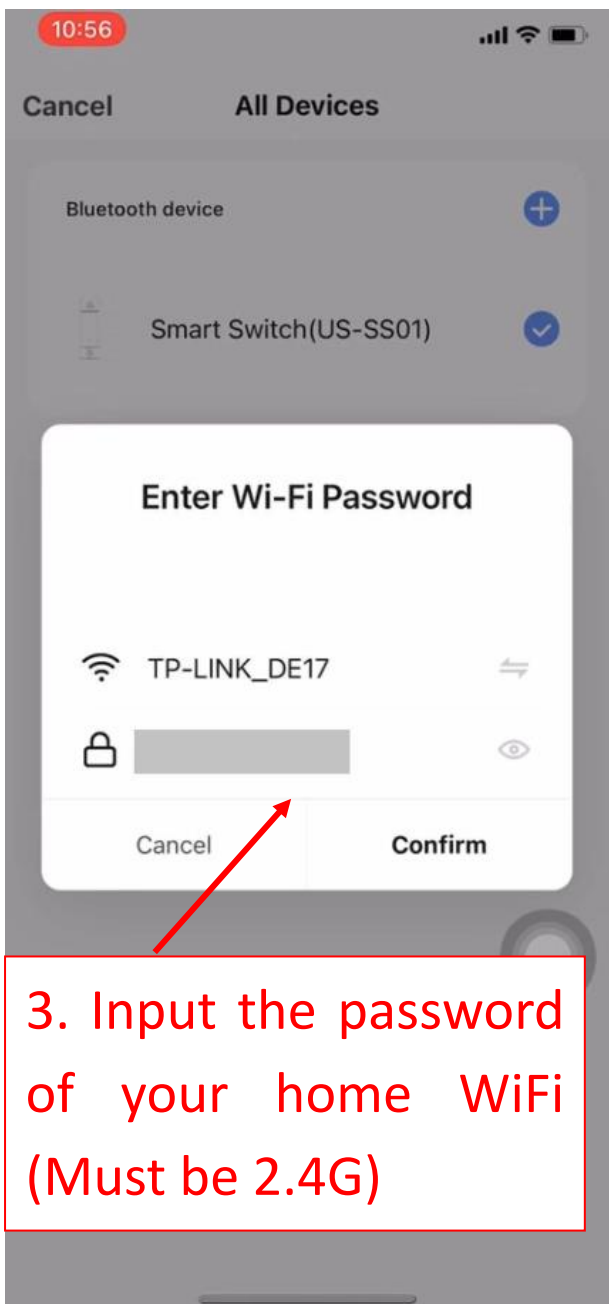 10:56
Cancel All Devices
Bluetooth device
Smart Switch(US-SS01)
Enter Wi-Fi Password
TP-LINK_DE17
Cancel Confirm
3. Input the password
of your home WiFi
(Must be 2.4G)